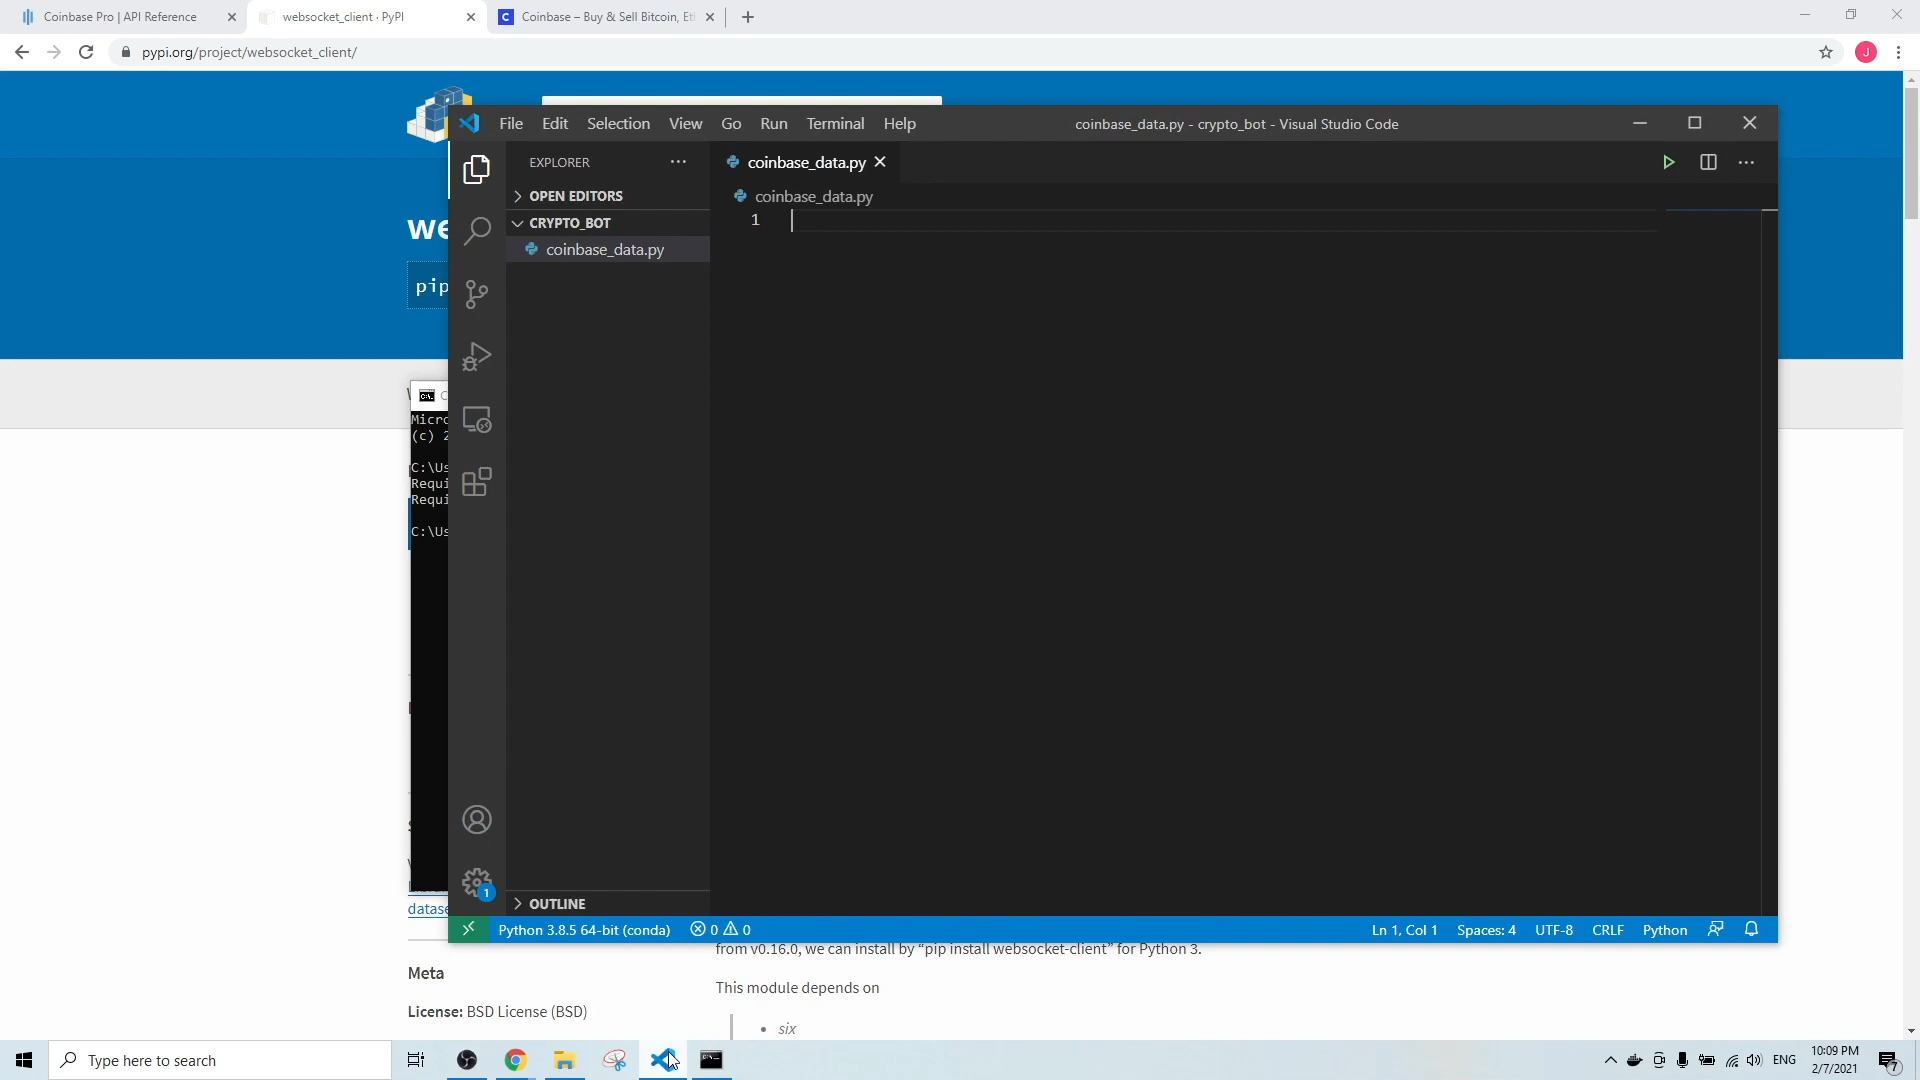 Coinbase Pro | API Reference
websocket_client · PyPI
Coinbase – Buy & Sell Bitcoin, Et
pypi.org/project/websocket_client/
J
File Edit Selection View Go Run Terminal Help
coinbase_data.py - crypto_bot - Visual Studio Code
EXPLORER
coinbase_data.py
OPEN EDITORS
coinbase_data.py
CRYPTO_BOT
1
coinbase_data.py
we
pip
Micro
(c) 2
C:\Us
Requi
Requi
C:\Us
OUTLINE
datase
1
Python 3.8.5 64-bit (conda)
0 0
Ln 1, Col 1
Spaces: 4
UTF-8
CRLF
Python
from v0.16.0, we can install by “pip install websocket-client” for Python 3.
Meta
This module depends on
License: BSD License (BSD)
six
Type here to search
ENG
10:09 PM
2/7/2021
7